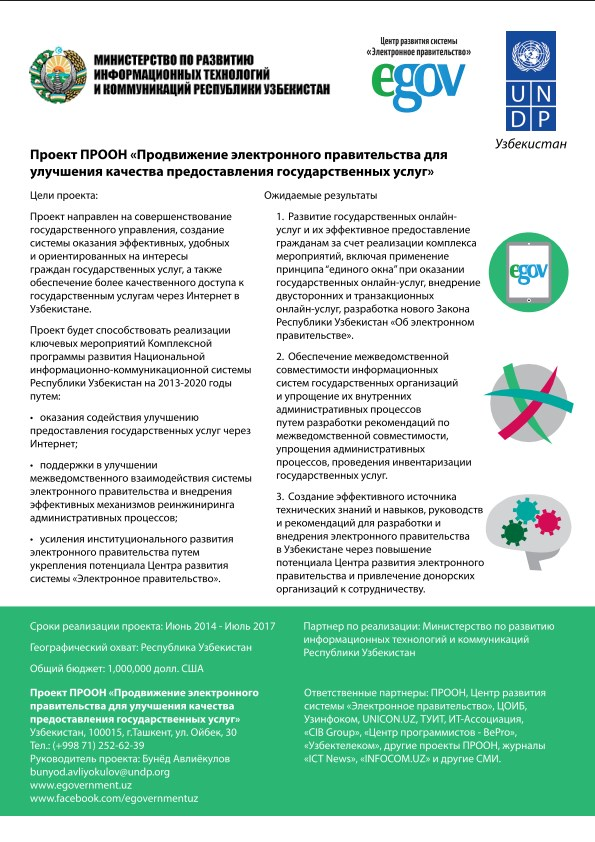 МИНИСТЕРСТВО ПО РАЗВИТИЮ
ИНФОРМАЦИОННЫХ ТЕХНОЛОГИЙ
И КОММУНИКАЦИЙ РЕСПУБЛИКИ УЗБЕКИСТАН
Центр развития системы
«Электронное правительство»
egov
U N
D P
Узбекистан
Проект ПРООН «Продвижение электронного правительства для
улучшения качества предоставления государственных услуг»
Цели проекта:
Проект направлен на совершенствование
государственного управления, создание
системы оказания эффективных, удобных
и ориентированных на интересы
граждан государственных услуг, а также
обеспечение более качественного доступа к
государственным услугам через Интернет в
Узбекистане.
Проект будет способствовать реализации
ключевых мероприятий Комплексной
программы развития Национальной
информационно-коммуникационной системы
Республики Узбекистан на 2013-2020 годы
путем:
• оказания содействия улучшению
предоставления государственных услуг через
Интернет;
• поддержки в улучшении
межведомственного взаимодействия системы
электронного правительства и внедрения
эффективных механизмов реинжиниринга
административных процессов;
• усиления институционального развития
электронного правительства путем
укрепления потенциала Центра развития
системы «Электронное правительство».
Ожидаемые результаты
1. Развитие государственных онлайн-
услуг и их эффективное предоставление
гражданам за счет реализации комплекса
мероприятий, включая применение
принципа “единого окна” при оказании
государственных онлайн-услуг, внедрение
двусторонних и транзакционных
онлайн-услуг, разработка нового Закона
Республики Узбекистан «Об электронном
правительстве».
2. Обеспечение межведомственной
совместимости информационных
систем государственных организаций
и упрощение их внутренних
административных процессов
путем разработки рекомендаций по
межведомственной совместимости,
упрощения административных
процессов, проведения инвентаризации
государственных услуг.
3. Создание эффективного источника
технических знаний и навыков, руководств
и рекомендаций для разработки и
внедрения электронного правительства
в Узбекистане через повышение
потенциала Центра развития электронного
правительства и привлечение донорских
организаций к сотрудничеству.
egov
Сроки реализации проекта: Июнь 2014 - Июль 2017
Географический охват: Республика Узбекистан
Общий бюджет: 1,000,000 долл. США
Проект ПРООН «Продвижение электронного
правительства для улучшения качества
предоставления государственных услуг»
Узбекистан, 100015, г.Ташкент, ул. Ойбек, 30
Тел.: (+998 71) 252-62-39
Руководитель проекта: Бунёд Авлиёкулов
bunyod.avliyokulov@undp.org
www.egovernment.uz
www.facebook.com/egovernmentuz
Партнер по реализации: Министерство по развитию
информационных технологий и коммуникаций
Республики Узбекистан
Ответственные партнеры: ПРООН, Центр развития
системы «Электронное правительство», ЦОИБ,
Узинфоком, UNICON.UZ, ТУИТ, ИТ-Ассоциация,
«CIB Group», «Центр программистов - BePro»,
«Узбектелеком», другие проекты ПРООН, журналы
«ICT News», «INFOCOM.UZ» и другие СМИ.